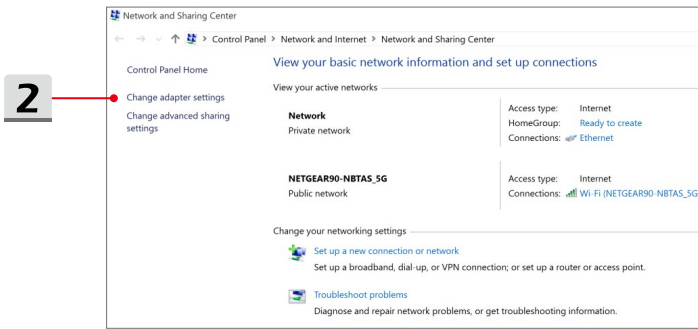 Network and Sharing Center
Control Panel > Network and Internet > Network and Sharing Center
Control Panel Home
2
Change adapter settings
Change advanced sharing
settings
View your basic network information and set up connections
View your active networks
Network
Private network
Access type: Internet
HomeGroup: Ready to create
Connections: Ethernet
NETGEAR90-NBTAS_5G
Public network
Access type: Internet
Connections: Wi-Fi (NETGEAR90-NBTAS_5G
Change your networking settings
Set up a new connection or network
Set up a broadband, dial-up, or VPN connection; or set up a router or access point.
Troubleshoot problems
Diagnose and repair network problems, or get troubleshooting information.